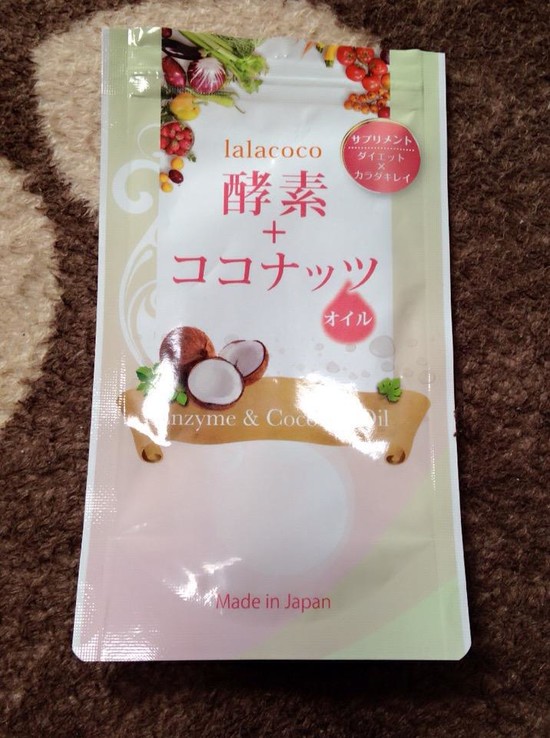 lalacoco
酵素
+
ココナッツ
オイル
サプリメント
ダイエット
×
カラダキレイ
Enzyme & Coconut Oil
Made in Japan